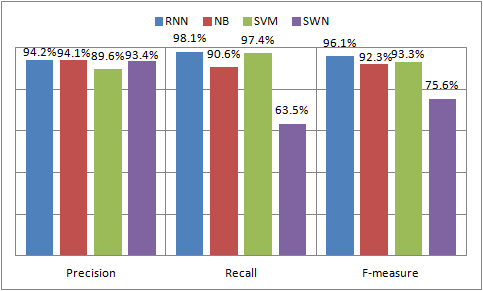 RNN NB SVM SWN
94.2% 94.1% 89.6% 93.4% 98.1% 90.6% 97.4% 63.5% 96.1% 92.3% 93.3% 75.6%
Precision Recall F-measure